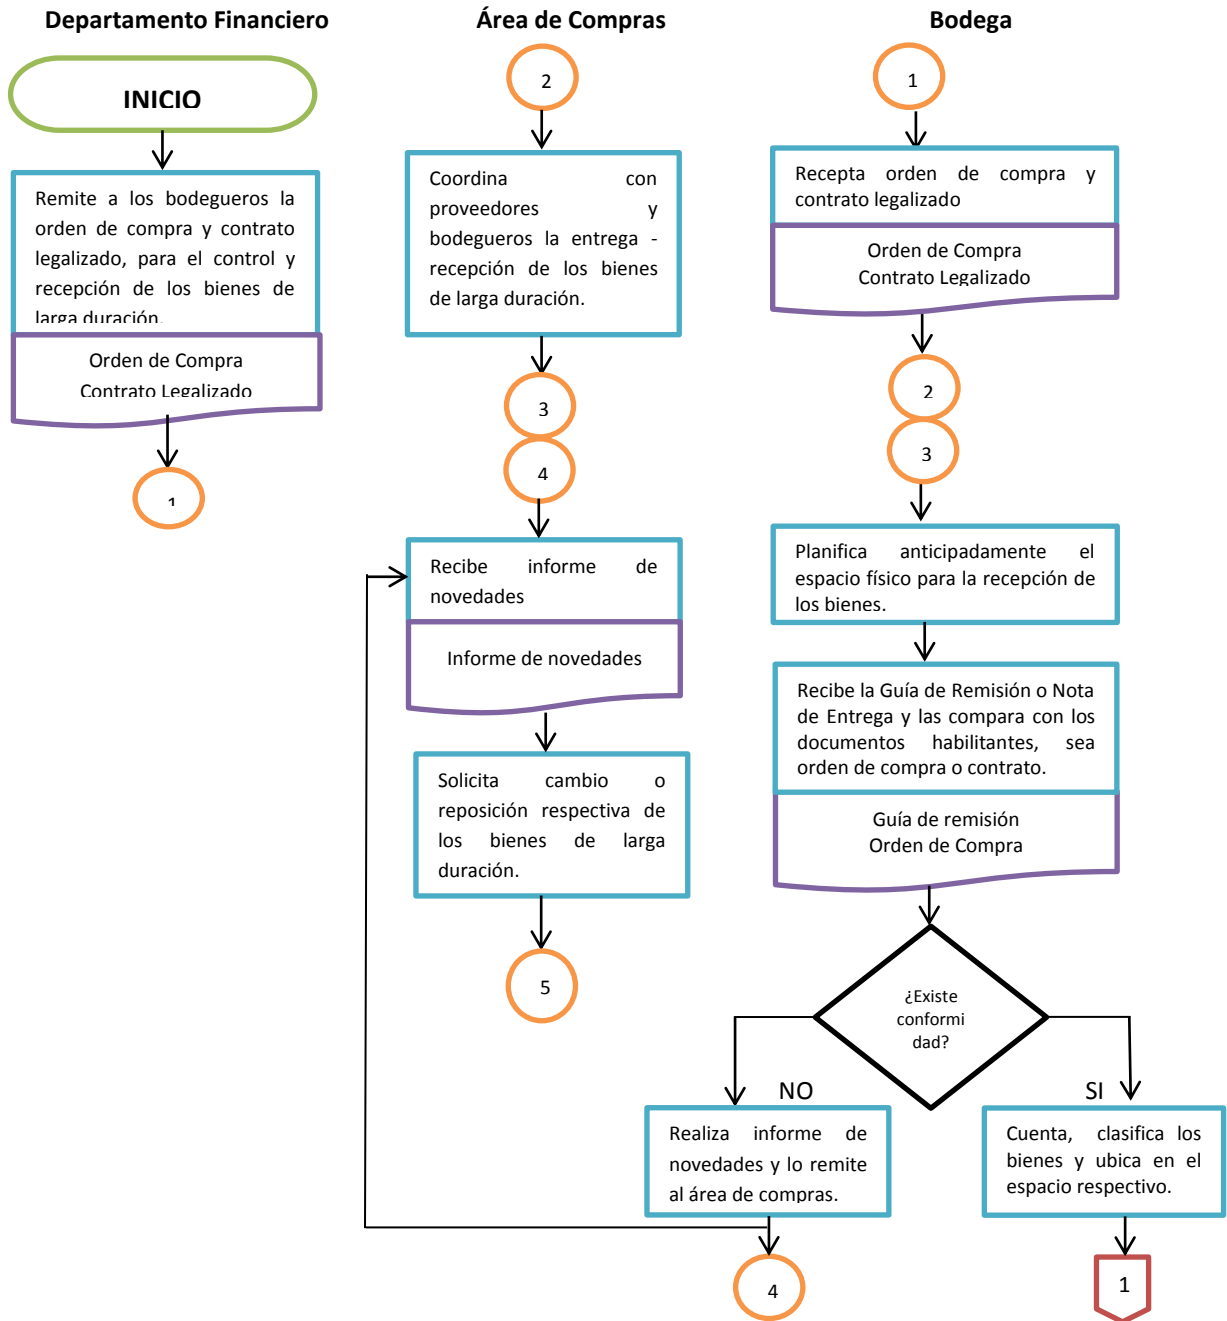 Departamento Financiero
Área de Compras
Bodega
INICIO
Remite a los bodegueros la
orden de compra y contrato
legalizado, para el control y
recepción de los bienes de
larga duración.
Orden de Compra
Contrato Legalizado
1
2
Coordina con
proveedores y
bodegueros la entrega -
recepción de los bienes
de larga duración.
3
4
Recibe informe de
novedades
Informe de novedades
Solicita cambio o
reposición respectiva de
los bienes de larga
duración.
5
1
Recepta orden de compra y
contrato legalizado
Orden de Compra
Contrato Legalizado
2
3
Planifica anticipadamente el
espacio físico para la recepción de
los bienes.
Recibe la Guía de Remisión o Nota
de Entrega y las compara con los
documentos habilitantes, sea
orden de compra o contrato.
Guía de remisión
Orden de Compra
¿Existe
conformi
dad?
NO
SI
Realiza informe de
novedades y lo remite
al área de compras.
4
Cuenta, clasifica los
bienes y ubica en el
espacio respectivo.
1